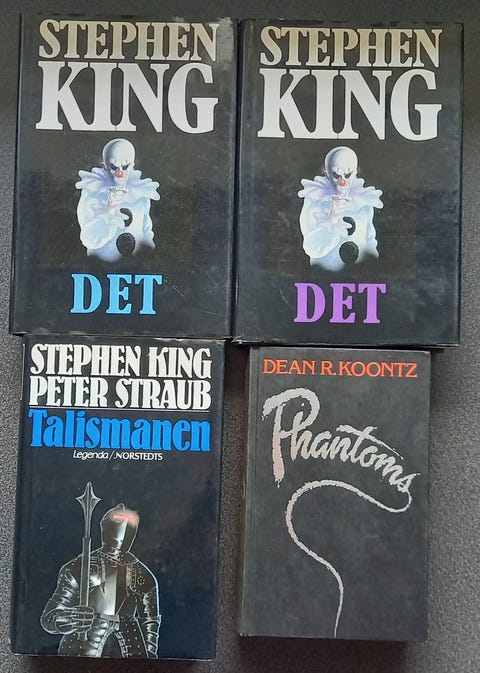 STEPHEN
KING
DET
STEPHEN
KING
DET
STEPHEN KING
PETER STRAUB
Talismanen
Legenda/NORSTEDTS
DEAN R. KOONTZ
Phantoms